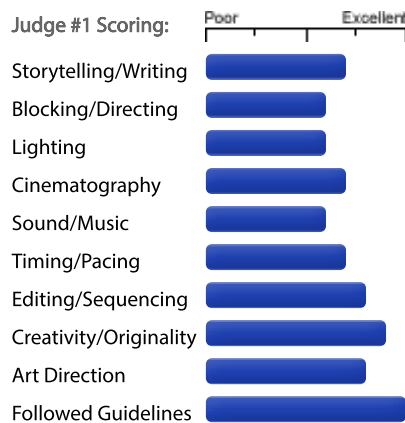 Judge #1 Scoring:
Poor Excellent
Storytelling/Writing
Blocking/Directing
Lighting
Cinematography
Sound/Music
Timing/Pacing
Editing/Sequencing
Creativity/Originality
Art Direction
Followed Guidelines